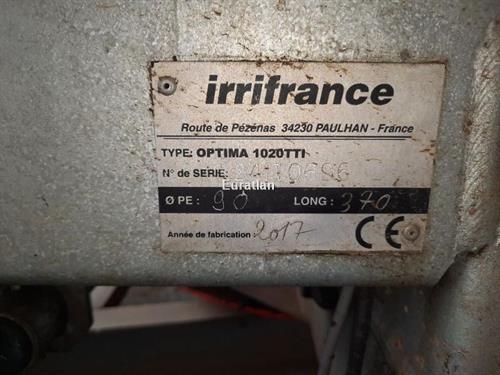 irrifrance
Route de Pézenas 34230 PAULHAN - France
TYPE: OPTIMA 1020TTI
N° de SERIE:
Euratlan
Ø PE : 90 LONG : 370
Année de fabrication : 2017 CE